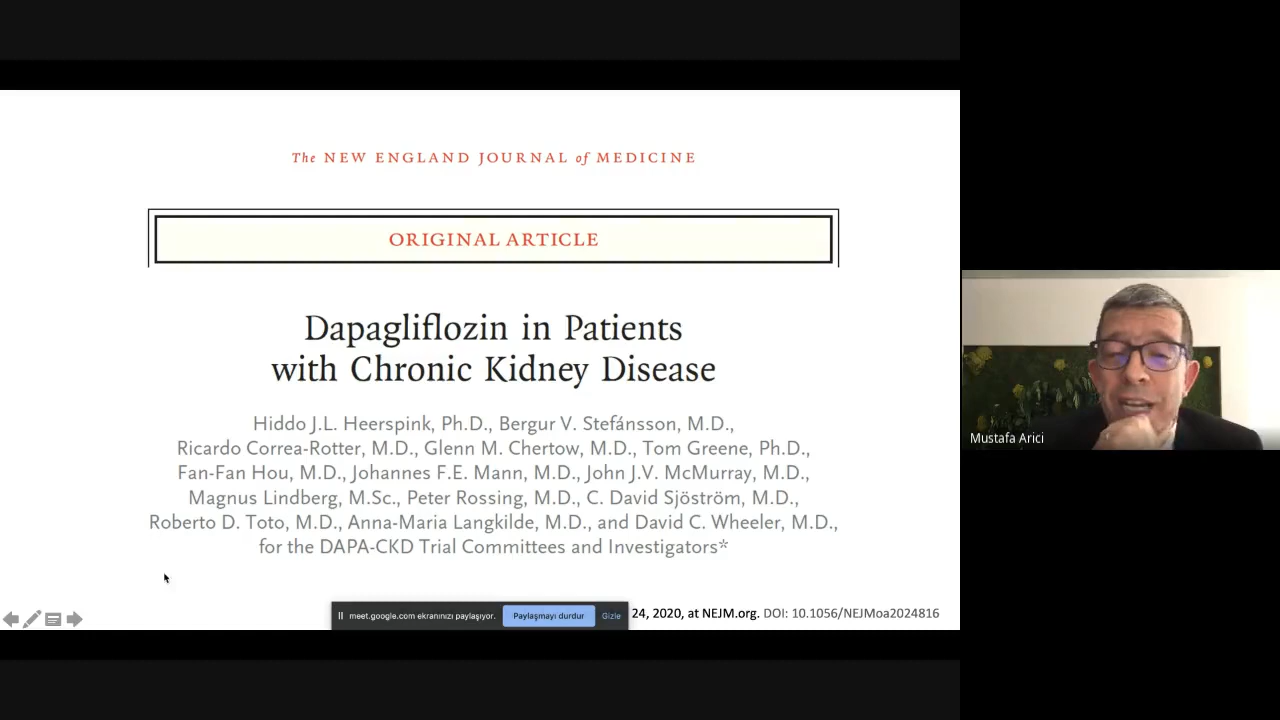 The NEW ENGLAND JOURNAL of MEDICINE
ORIGINAL ARTICLE
Dapagliflozin in Patients
with Chronic Kidney Disease
Hiddo J.L. Heerspink, Ph.D., Bergur V. Stefánsson, M.D.,
Ricardo Correa-Rotter, M.D., Glenn M. Chertow, M.D., Tom Greene, Ph.D.,
Fan-Fan Hou, M.D., Johannes F.E. Mann, M.D., John J.V. McMurray, M.D.,
Magnus Lindberg, M.Sc., Peter Rossing, M.D., C. David Sjöström, M.D.,
Roberto D. Toto, M.D., Anna-Maria Langkilde, M.D., and David C. Wheeler, M.D.,
for the DAPA-CKD Trial Committees and Investigators*
meet.google.com ekranınızı paylaşıyor. Paylaşmayı durdur Gizle
24, 2020, at NEJM.org. DOI: 10.1056/NEJMoa2024816
Mustafa Arici